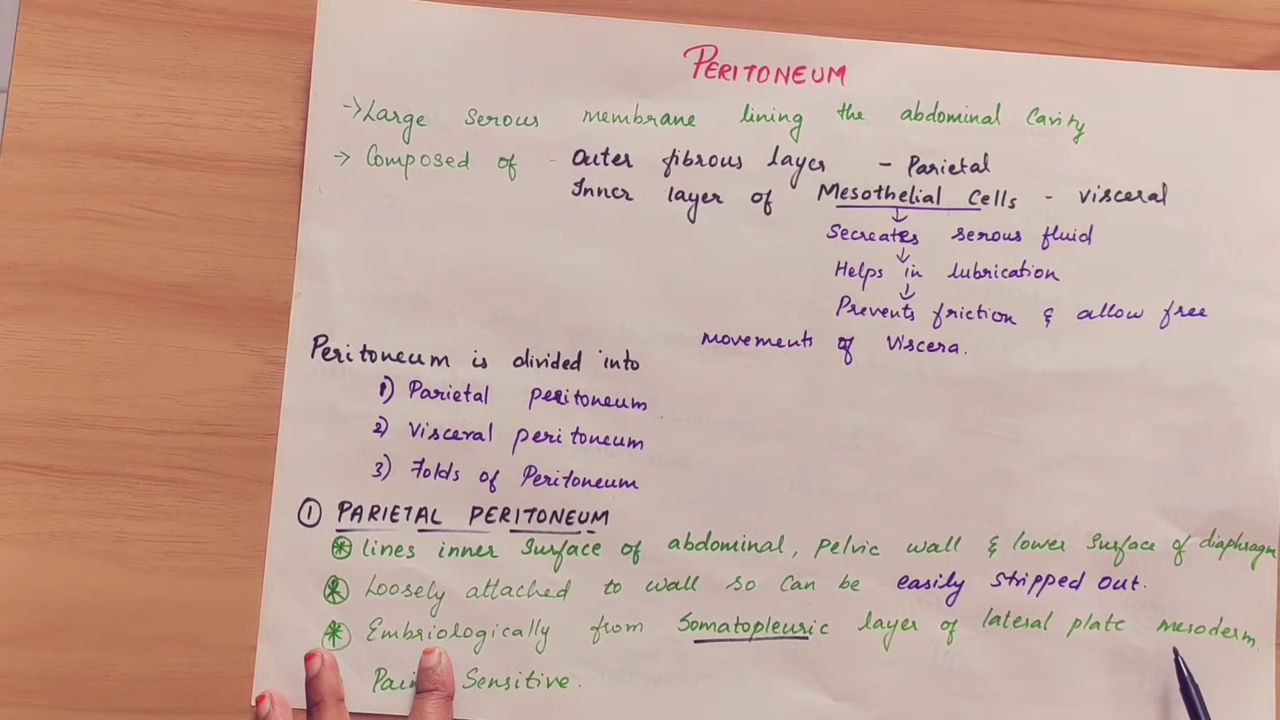 PERITONEUM
→ Large serous membrane lining the abdominal cavity
→ Composed of - Outer fibrous layer - Parietal
Inner layer of Mesothelial Cells - visceral
↓
Secreates serous fluid
↓
Helps in lubrication
↓
Prevents friction & allow free
movements of viscera.
Peritoneum is divided into
1) Parietal peritoneum
2) Visceral peritoneum
3) Folds of Peritoneum
① PARIETAL PERITONEUM
* lines inner surface of abdominal, pelvic wall & lower surface of diaphragm
* Loosely attached to wall so can be easily stripped out.
* Embriologically from Somatopleuric layer of lateral plate mesoderm.
Pain Sensitive.